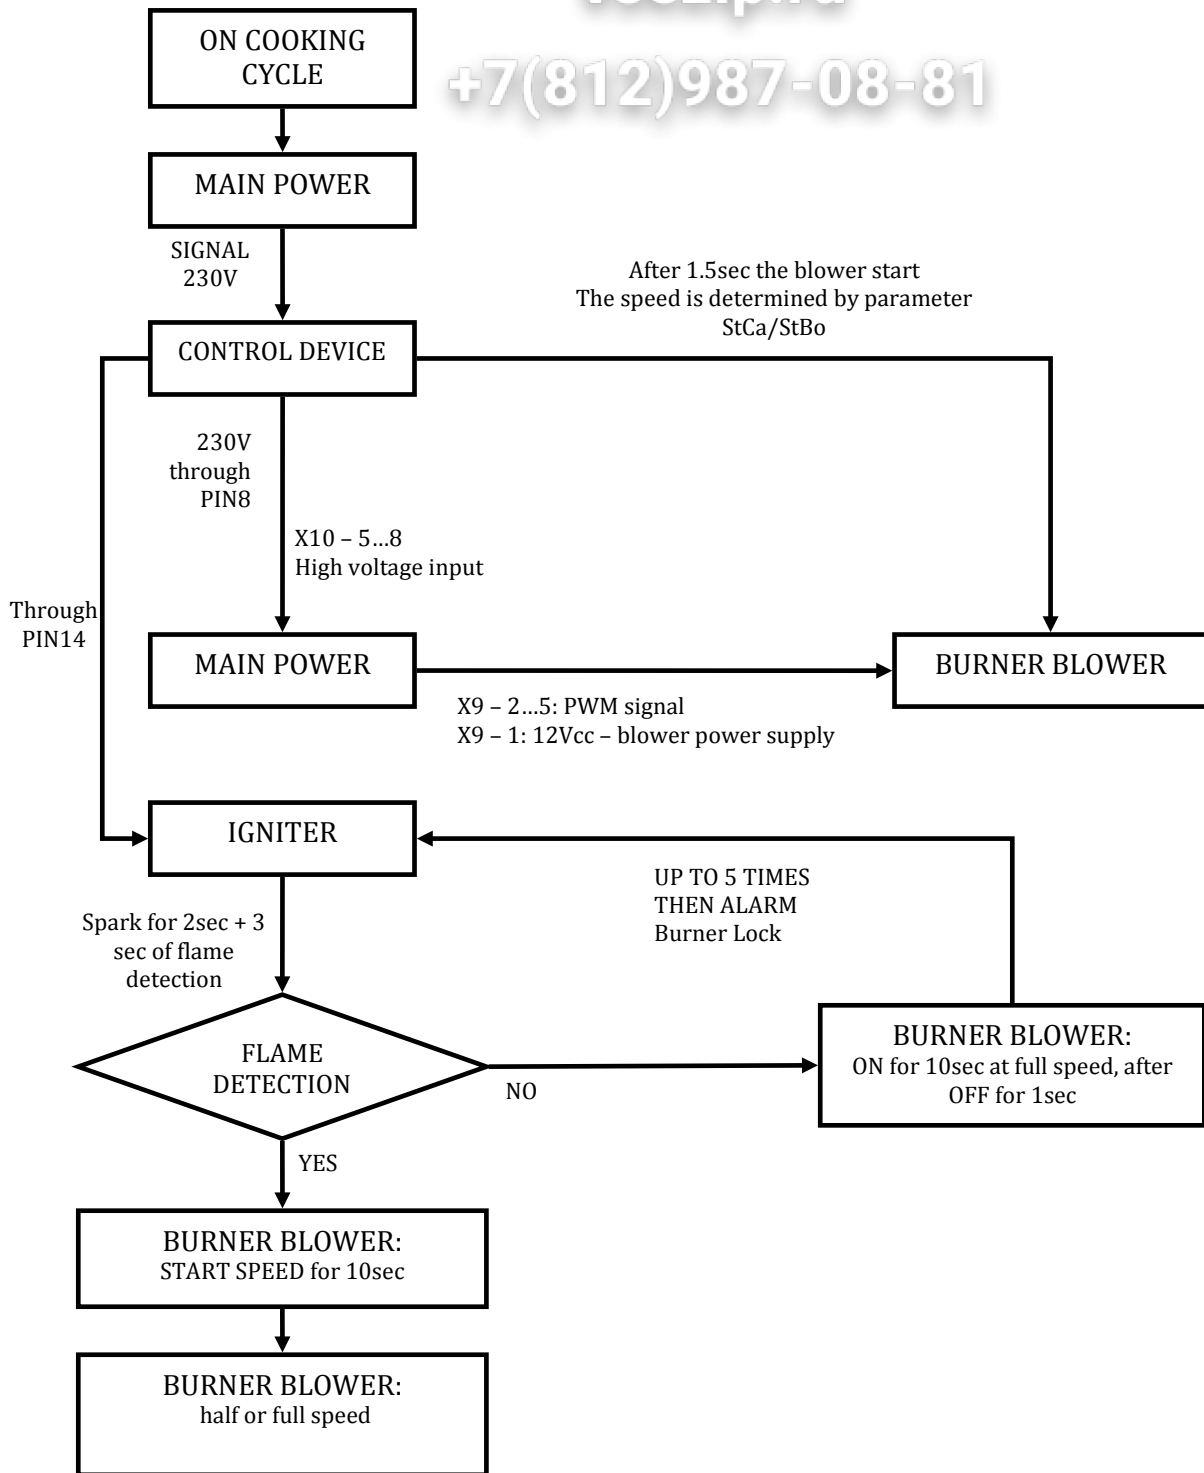 +7(812)987-08-81
ON COOKING
CYCLE
MAIN POWER
SIGNAL
230V
After 1.5sec the blower start
The speed is determined by parameter
StCa/StBo
CONTROL DEVICE
230V
through
PIN8
X10 – 5...8
High voltage input
Through
PIN14
MAIN POWER
BURNER BLOWER
X9 – 2...5: PWM signal
X9 – 1: 12Vcc – blower power supply
IGNITER
UP TO 5 TIMES
THEN ALARM
Burner Lock
Spark for 2sec + 3
sec of flame
detection
FLAME
DETECTION
NO
BURNER BLOWER:
ON for 10sec at full speed, after
OFF for 1sec
YES
BURNER BLOWER:
START SPEED for 10sec
BURNER BLOWER:
half or full speed